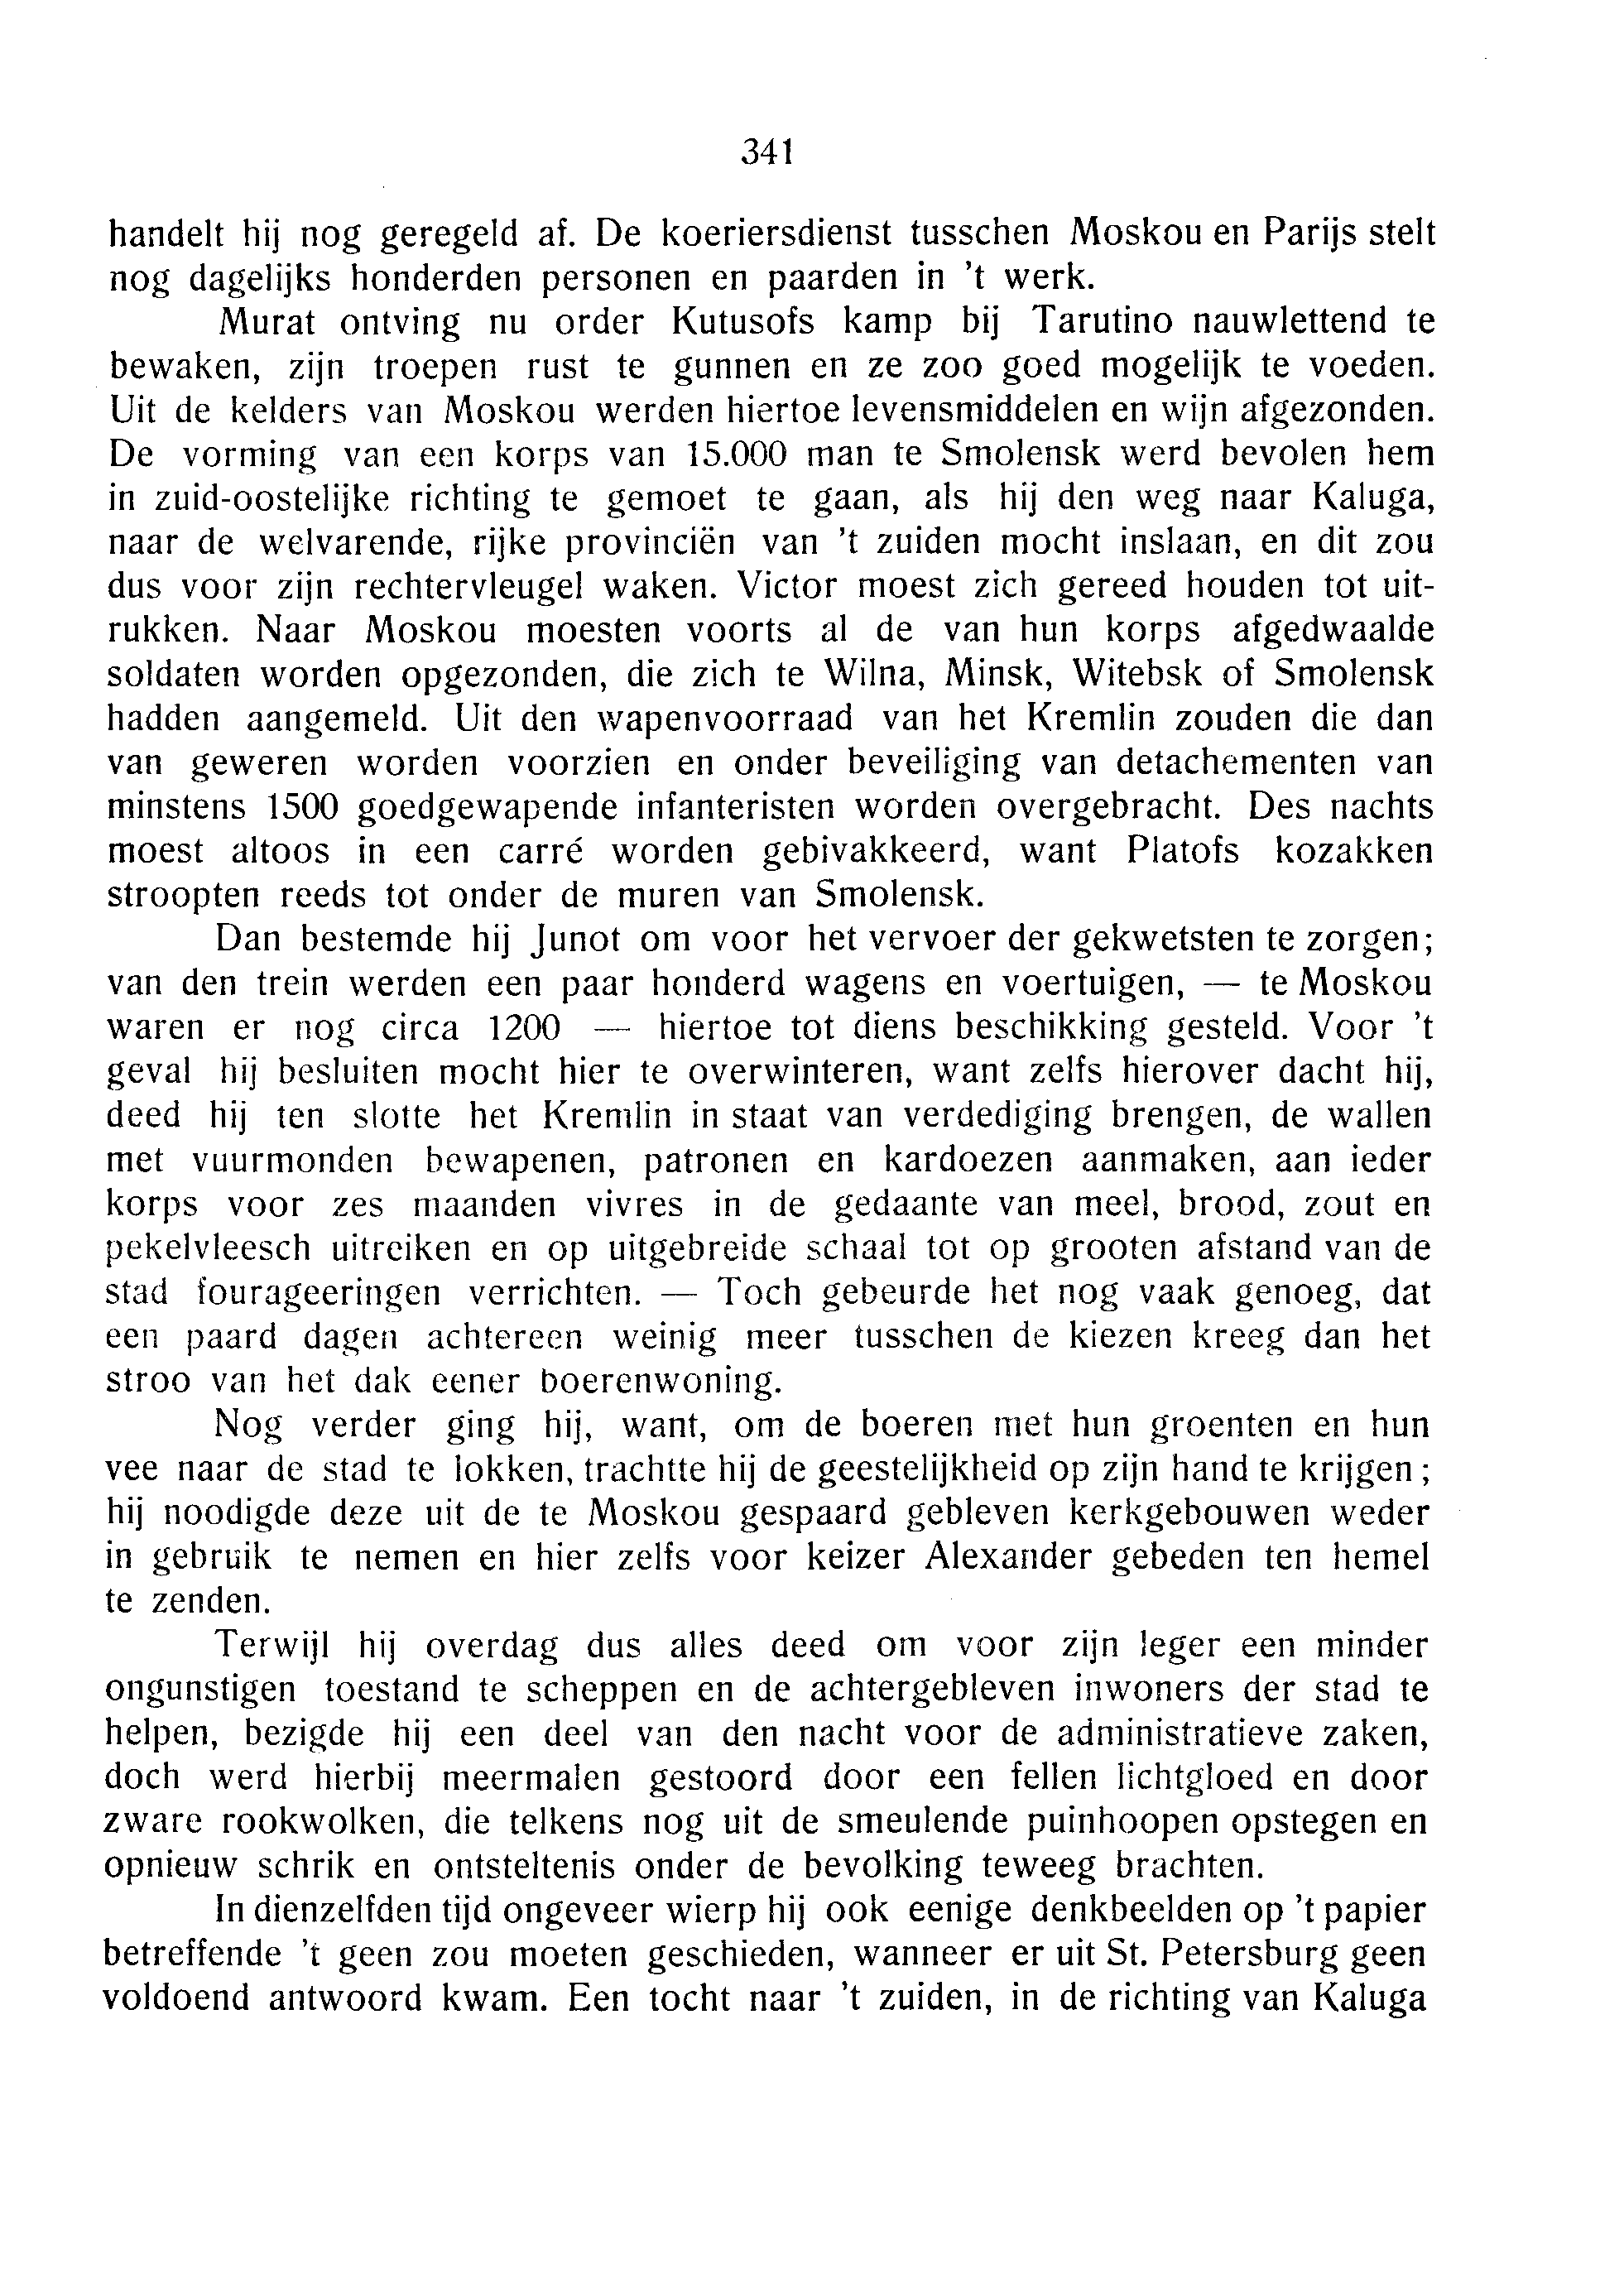 341
handelt hij nog geregeld af. De koeriersdienst tusschen Moskou en Parijs stelt
nog dagelijks honderden personen en paarden in 't werk.
Murat ontving nu order Kutusofs kamp bij Tarutino nauwlettend te
bewaken, zijn troepen rust te gunnen en ze zoo goed mogelijk te voeden.
Uit de kelders van Moskou werden hiertoe levensmiddelen en wijn afgezonden.
De vorming van een korps van 15.000 man te Smolensk werd bevolen hem
in zuid-oostelijke richting te gemoet te gaan, als hij den weg naar Kaluga,
naar de welvarende, rijke provinciën van 't zuiden mocht inslaan, en dit zou
dus voor zijn rechtervleugel waken. Victor moest zich gereed houden tot uit-
rukken. Naar Moskou moesten voorts al de van hun korps afgedwaalde
soldaten worden opgezonden, die zich te Wilna, Minsk, Witebsk of Smolensk
hadden aangemeld. Uit den wapenvoorraad van het Kremlin zouden die dan
van geweren worden voorzien en onder beveiliging van detachementen van
minstens 1500 goedgewapende infanteristen worden overgebracht. Des nachts
moest altoos in een carré worden gebivakkeerd, want Platofs kozakken
stroopten reeds tot onder de muren van Smolensk.
Dan bestemde hij Junot om voor het vervoer der gekwetsten te zorgen;
van den trein werden een paar honderd wagens en voertuigen, — te Moskou
waren er nog circa 1200 — hiertoe tot diens beschikking gesteld. Voor 't
geval hij besluiten mocht hier te overwinteren, want zelfs hierover dacht hij,
deed hij ten slotte het Kremlin in staat van verdediging brengen, de wallen
met vuurmonden bewapenen, patronen en kardoezen aanmaken, aan ieder
korps voor zes maanden vivres in de gedaante van meel, brood, zout en
pekelvleesch uitreiken en op uitgebreide schaal tot op grooten afstand van de
stad fourageeringen verrichten. — Toch gebeurde het nog vaak genoeg, dat
een paard dagen achtereen weinig meer tusschen de kiezen kreeg dan het
stroo van het dak eener boerenwoning.
Nog verder ging hij, want, om de boeren met hun groenten en hun
vee naar de stad te lokken, trachtte hij de geestelijkheid op zijn hand te krijgen;
hij noodigde deze uit de te Moskou gespaard gebleven kerkgebouwen weder
in gebruik te nemen en hier zelfs voor keizer Alexander gebeden ten hemel
te zenden.
Terwijl hij overdag dus alles deed om voor zijn leger een minder
ongunstigen toestand te scheppen en de achtergebleven inwoners der stad te
helpen, bezigde hij een deel van den nacht voor de administratieve zaken,
doch werd hierbij meermalen gestoord door een fellen lichtgloed en door
zware rookwolken, die telkens nog uit de smeulende puinhoopen opstegen en
opnieuw schrik en ontsteltenis onder de bevolking teweeg brachten.
In dienzelfden tijd ongeveer wierp hij ook eenige denkbeelden op 't papier
betreffende 't geen zou moeten geschieden, wanneer er uit St. Petersburg geen
voldoend antwoord kwam. Een tocht naar 't zuiden, in de richting van Kaluga